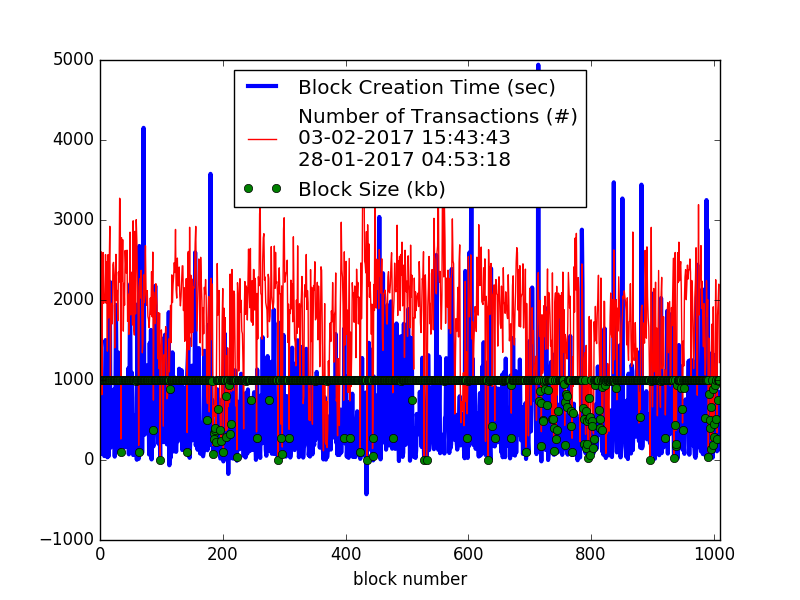 5000
4000
3000
2000
1000
0
−1000
Block Creation Time (sec)
Number of Transactions (#)
03-02-2017 15:43:43
28-01-2017 04:53:18
Block Size (kb)
0 200 400 600 800 1000
block number